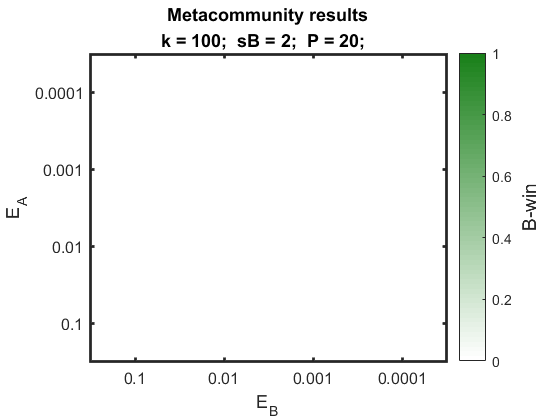 Metacommunity results
k = 100;  sB = 2;  P = 20;
0.0001
0.001
0.01
0.1
E_A
0.1
0.01
0.001
0.0001
E_B
1
0.8
0.6
0.4
0.2
0
B-win